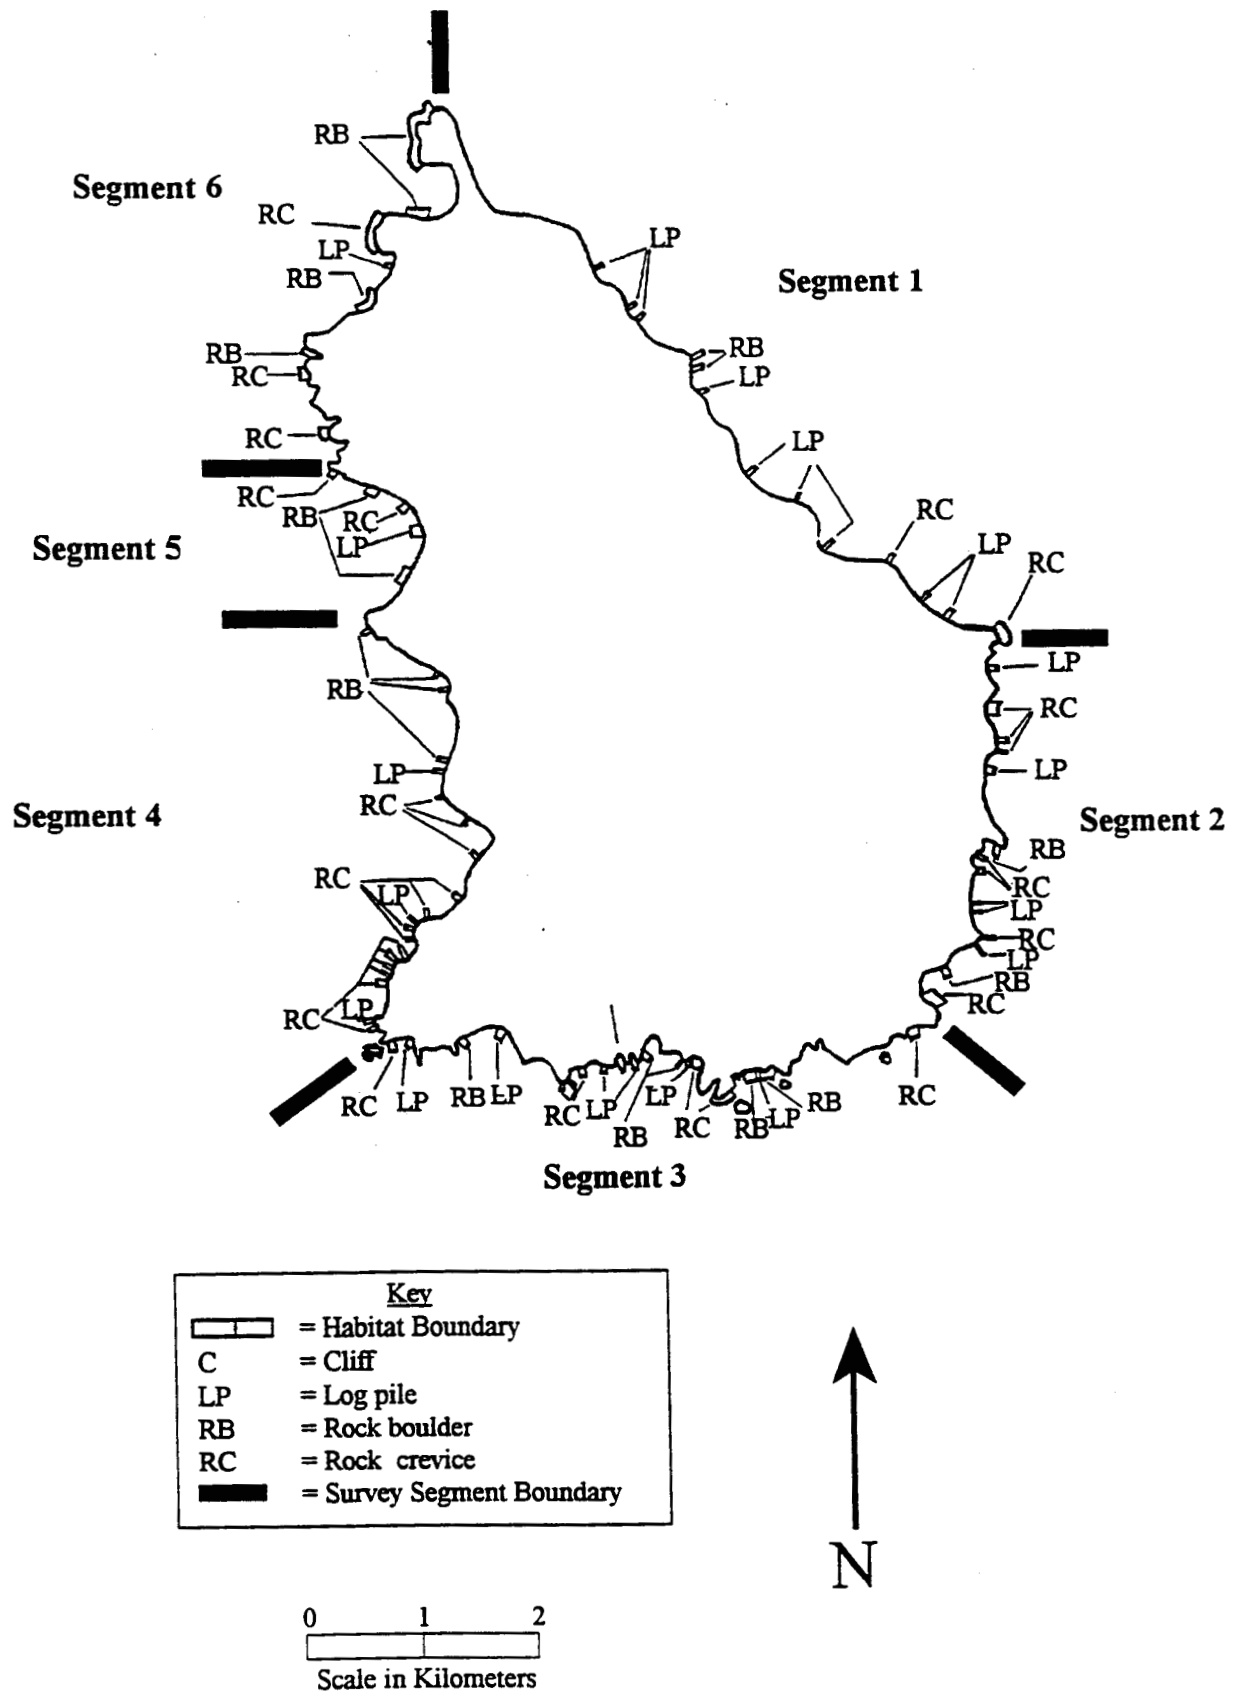 RB
Segment 6
RC
LP
LP
RB
Segment 1
RB
RB
LP
RC
RC
LP
RC
RC
RB
RC
LP
LP
RC
Segment 5
LP
RB
RC
LP
RC
LP
Segment 4
Segment 2
RB
RC
LP
RC
LP
RC
LP
RB
RC
RC
LP
RC
LP
RB
LP
RC
LP
RB
LP
RC
RB
LP
RB
RC
Segment 3
Key
= Habitat Boundary
C = Cliff
LP = Log pile
RB = Rock boulder
RC = Rock crevice
= Survey Segment Boundary
N
0 1 2
Scale in Kilometers